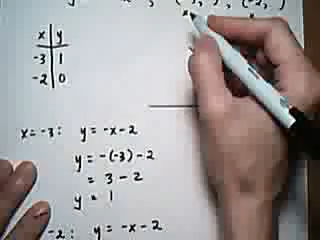 x y
-3 1
-2 0
x = -3: y = -x - 2
y = -(-3) - 2
= 3 - 2
y = 1
-2: y = -x - 2